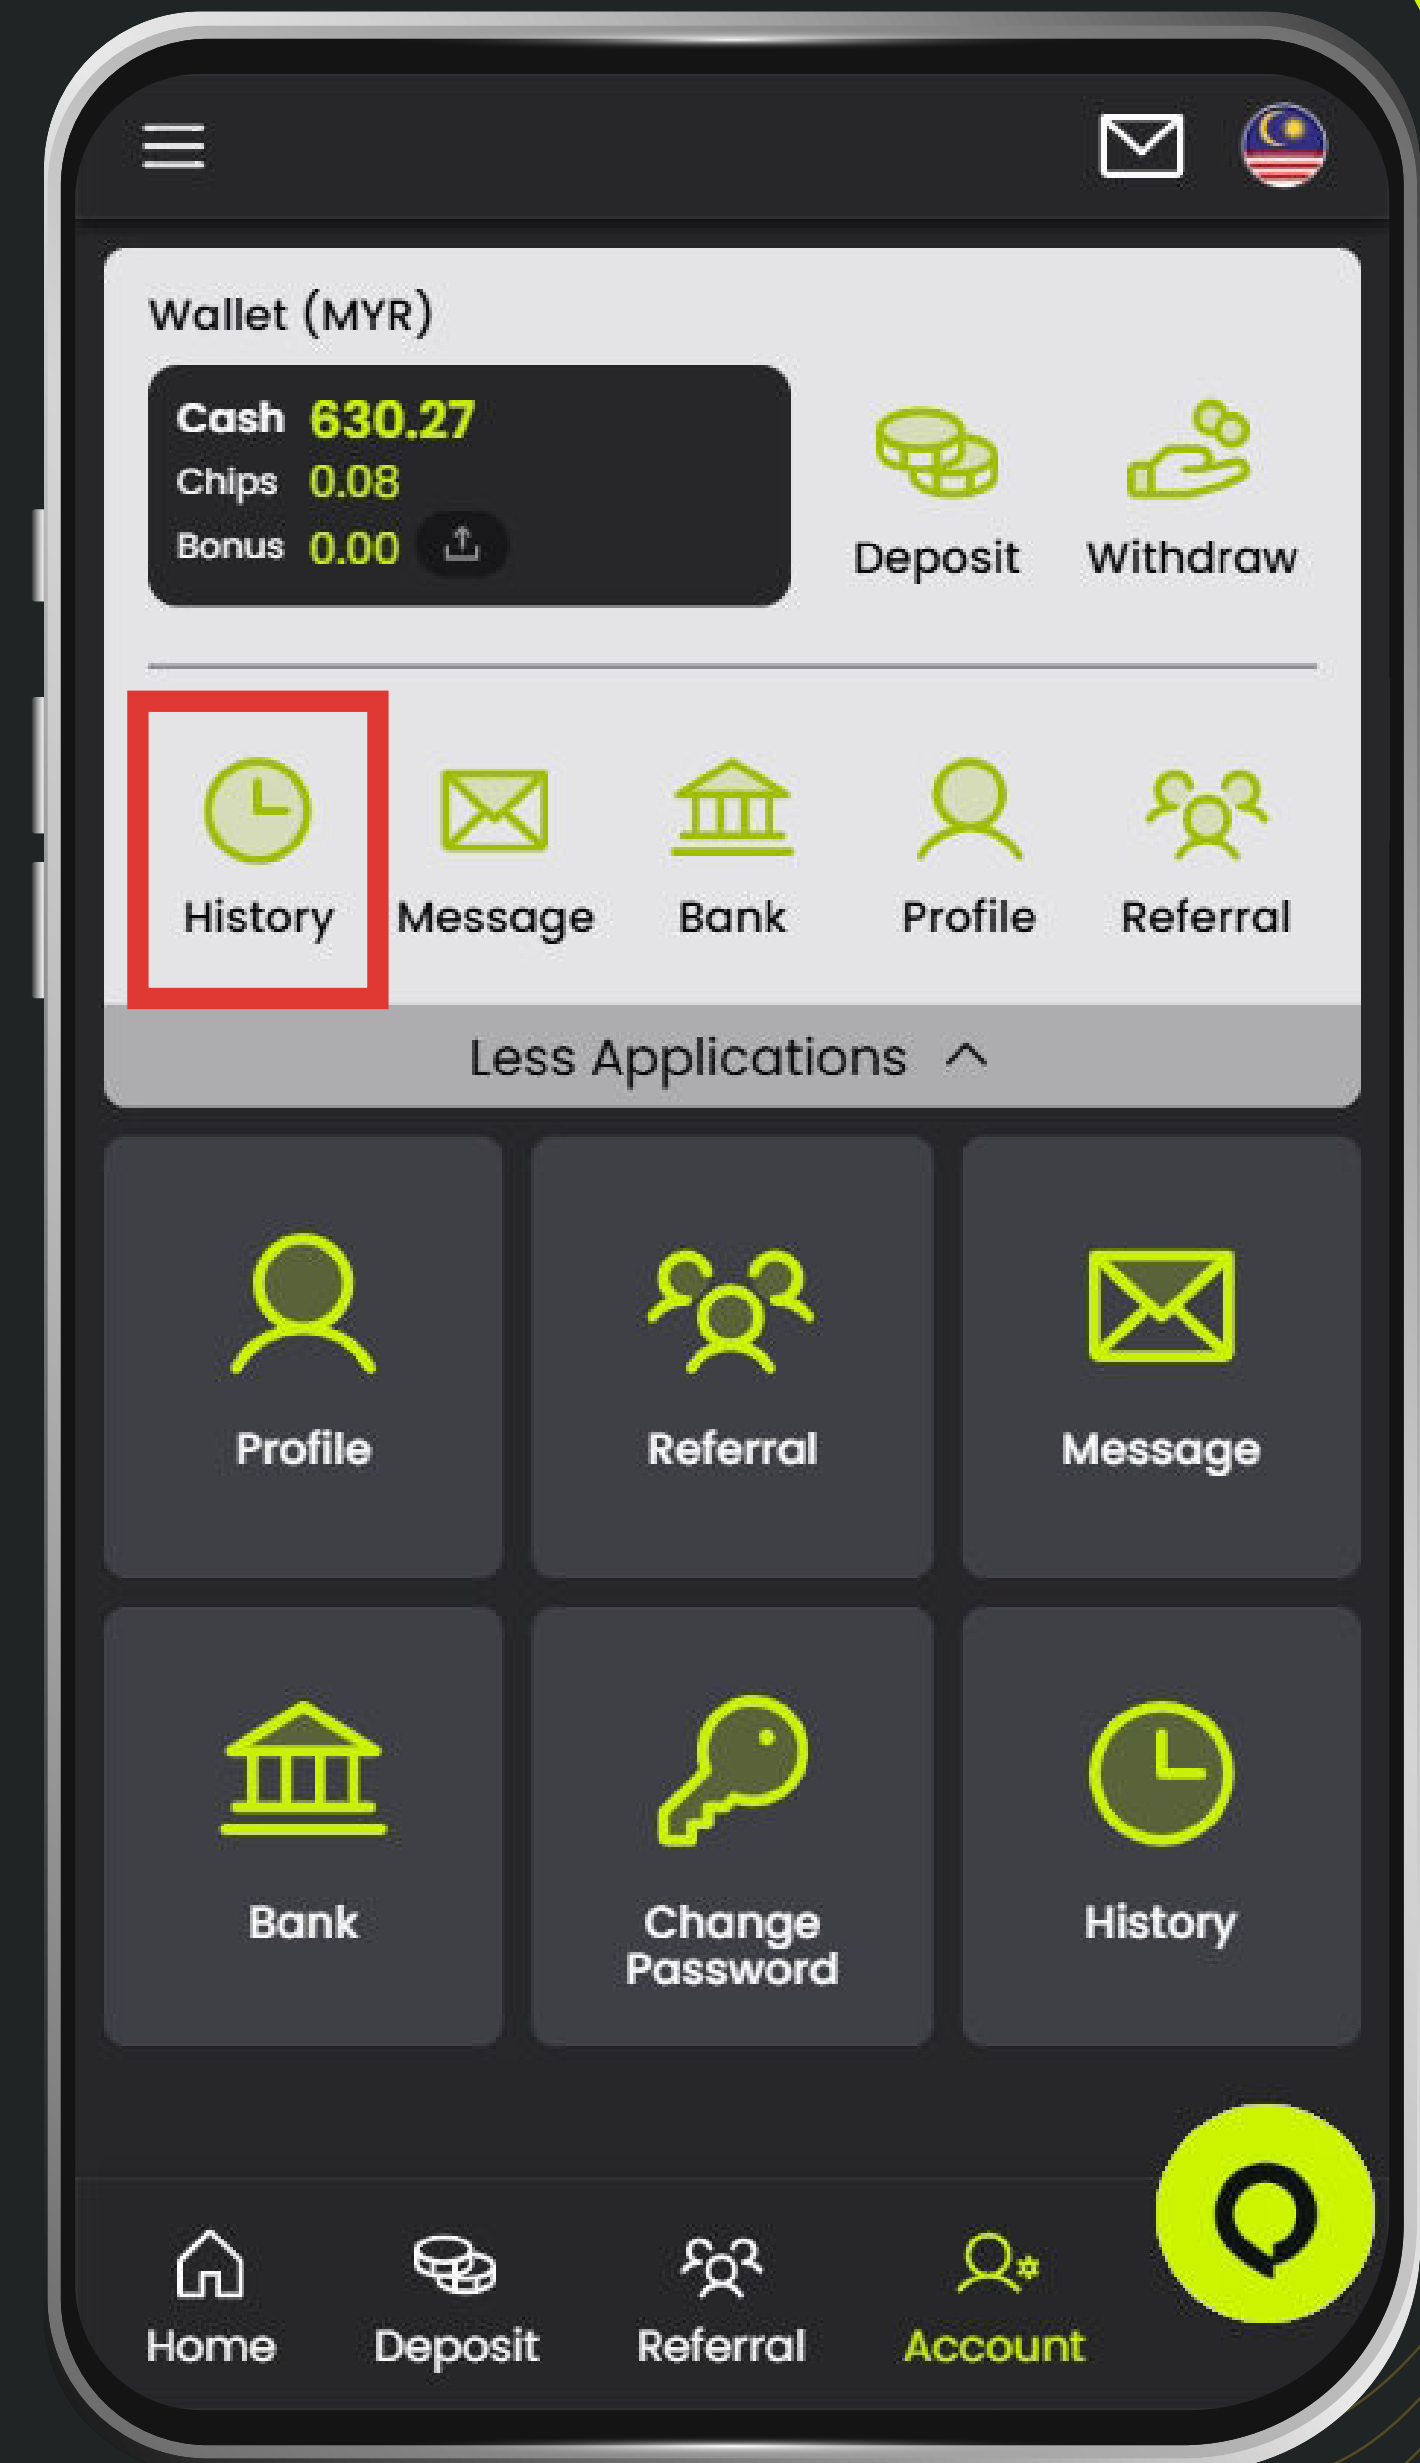 Wallet (MYR)
Cash 630.27
Chips 0.08
Bonus 0.00
Deposit
Withdraw
History
Message
Bank
Profile
Referral
Less Applications
Profile
Referral
Message
Bank
Change
Password
History
Home
Deposit
Referral
Account